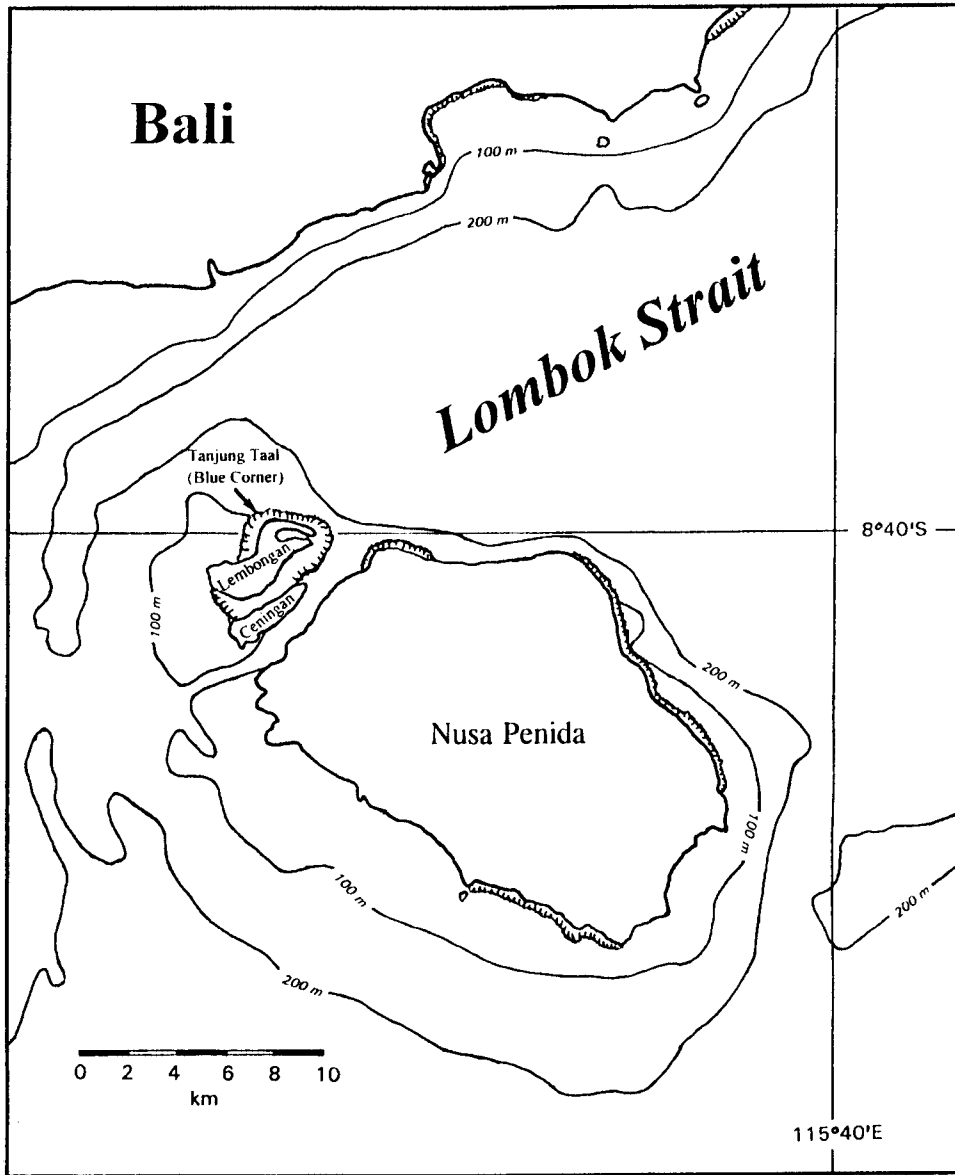 Bali
100 m
200 m
Lombok Strait
Tanjung Taal
(Blue Corner)
8°40'S
Lembongan
100 m
Ceningan
200 m
Nusa Penida
100 m
100 m
200 m
200 m
0 2 4 6 8 10
km
115°40'E